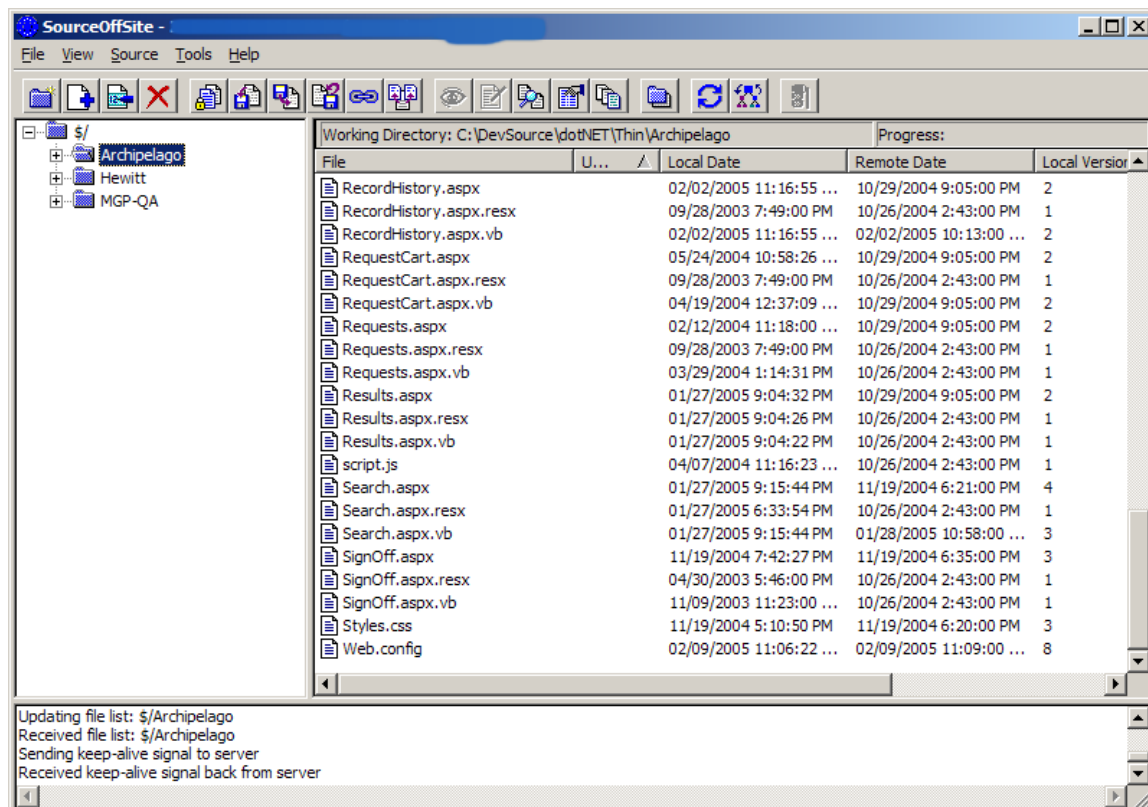 SourceOffSite -
File View Source Tools Help
$/
Archipelago
Hewitt
MGP-QA
Working Directory: C:\DevSource\dotNET\Thin\Archipelago Progress:
File U... Local Date Remote Date Local Version
RecordHistory.aspx 02/02/2005 11:16:55 ... 10/29/2004 9:05:00 PM 2
RecordHistory.aspx.resx 09/28/2003 7:49:00 PM 10/26/2004 2:43:00 PM 1
RecordHistory.aspx.vb 02/02/2005 11:16:55 ... 02/02/2005 10:13:00 ... 2
RequestCart.aspx 05/24/2004 10:58:26 ... 10/29/2004 9:05:00 PM 2
RequestCart.aspx.resx 09/28/2003 7:49:00 PM 10/26/2004 2:43:00 PM 1
RequestCart.aspx.vb 04/19/2004 12:37:09 ... 10/29/2004 9:05:00 PM 2
Requests.aspx 02/12/2004 11:18:00 ... 10/29/2004 9:05:00 PM 2
Requests.aspx.resx 09/28/2003 7:49:00 PM 10/26/2004 2:43:00 PM 1
Requests.aspx.vb 03/29/2004 1:14:31 PM 10/26/2004 2:43:00 PM 1
Results.aspx 01/27/2005 9:04:32 PM 10/29/2004 9:05:00 PM 2
Results.aspx.resx 01/27/2005 9:04:26 PM 10/26/2004 2:43:00 PM 1
Results.aspx.vb 01/27/2005 9:04:22 PM 10/26/2004 2:43:00 PM 1
script.js 04/07/2004 11:16:23 ... 10/26/2004 2:43:00 PM 1
Search.aspx 01/27/2005 9:15:44 PM 11/19/2004 6:21:00 PM 4
Search.aspx.resx 01/27/2005 6:33:54 PM 10/26/2004 2:43:00 PM 1
Search.aspx.vb 01/27/2005 9:15:44 PM 01/28/2005 10:58:00 ... 3
SignOff.aspx 11/19/2004 7:42:27 PM 11/19/2004 6:35:00 PM 3
SignOff.aspx.resx 04/30/2003 5:46:00 PM 10/26/2004 2:43:00 PM 1
SignOff.aspx.vb 11/09/2003 11:23:00 ... 10/26/2004 2:43:00 PM 1
Styles.css 11/19/2004 5:10:50 PM 11/19/2004 6:20:00 PM 3
Web.config 02/09/2005 11:06:22 ... 02/09/2005 11:09:00 ... 8
Updating file list: $/Archipelago
Received file list: $/Archipelago
Sending keep-alive signal to server
Received keep-alive signal back from server